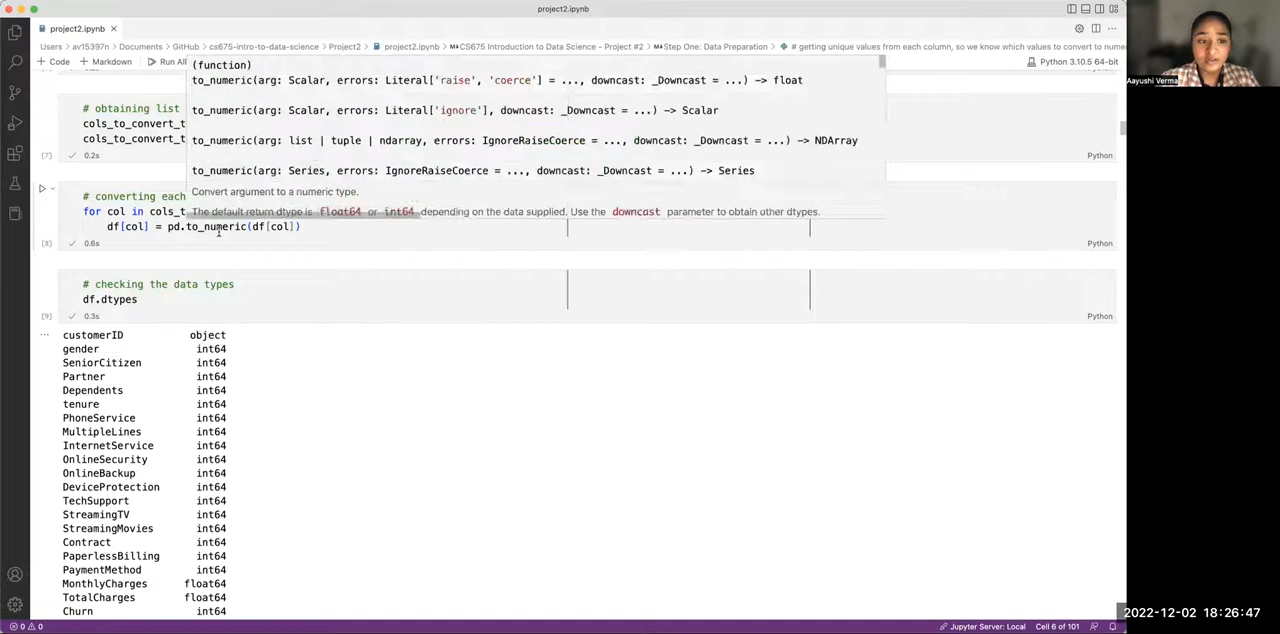 project2.ipynb
project2.ipynb
Users > av15397n > Documents > GitHub > cs675-intro-to-data-science > Project2 > project2.ipynb > CS675 Introduction to Data Science - Project #2 > Step One: Data Preparation > # getting unique values from each column, so we know which values to convert to numer
+ Code + Markdown Run All Python 3.10.5 64-bit
(function)
to_numeric(arg: Scalar, errors: Literal['raise', 'coerce'] = ..., downcast: _Downcast = ...) -> float
to_numeric(arg: Scalar, errors: Literal['ignore'], downcast: _Downcast = ...) -> Scalar
to_numeric(arg: list | tuple | ndarray, errors: IgnoreRaiseCoerce = ..., downcast: _Downcast = ...) -> NDArray
to_numeric(arg: Series, errors: IgnoreRaiseCoerce = ..., downcast: _Downcast = ...) -> Series
Convert argument to a numeric type.
The default return dtype is float64 or int64 depending on the data supplied. Use the downcast parameter to obtain other dtypes.
# obtaining list
cols_to_convert_t
cols_to_convert_t
[7] 0.2s Python
# converting each
for col in cols_t
df[col] = pd.to_numeric(df[col])
[8] 0.6s Python
# checking the data types
df.dtypes
[9] 0.3s Python
... customerID object
gender int64
SeniorCitizen int64
Partner int64
Dependents int64
tenure int64
PhoneService int64
MultipleLines int64
InternetService int64
OnlineSecurity int64
OnlineBackup int64
DeviceProtection int64
TechSupport int64
StreamingTV int64
StreamingMovies int64
Contract int64
PaperlessBilling int64
PaymentMethod int64
MonthlyCharges float64
TotalCharges float64
Churn int64
0 0 Jupyter Server: Local Cell 6 of 101
Aayushi Verma
2022-12-02 18:26:47